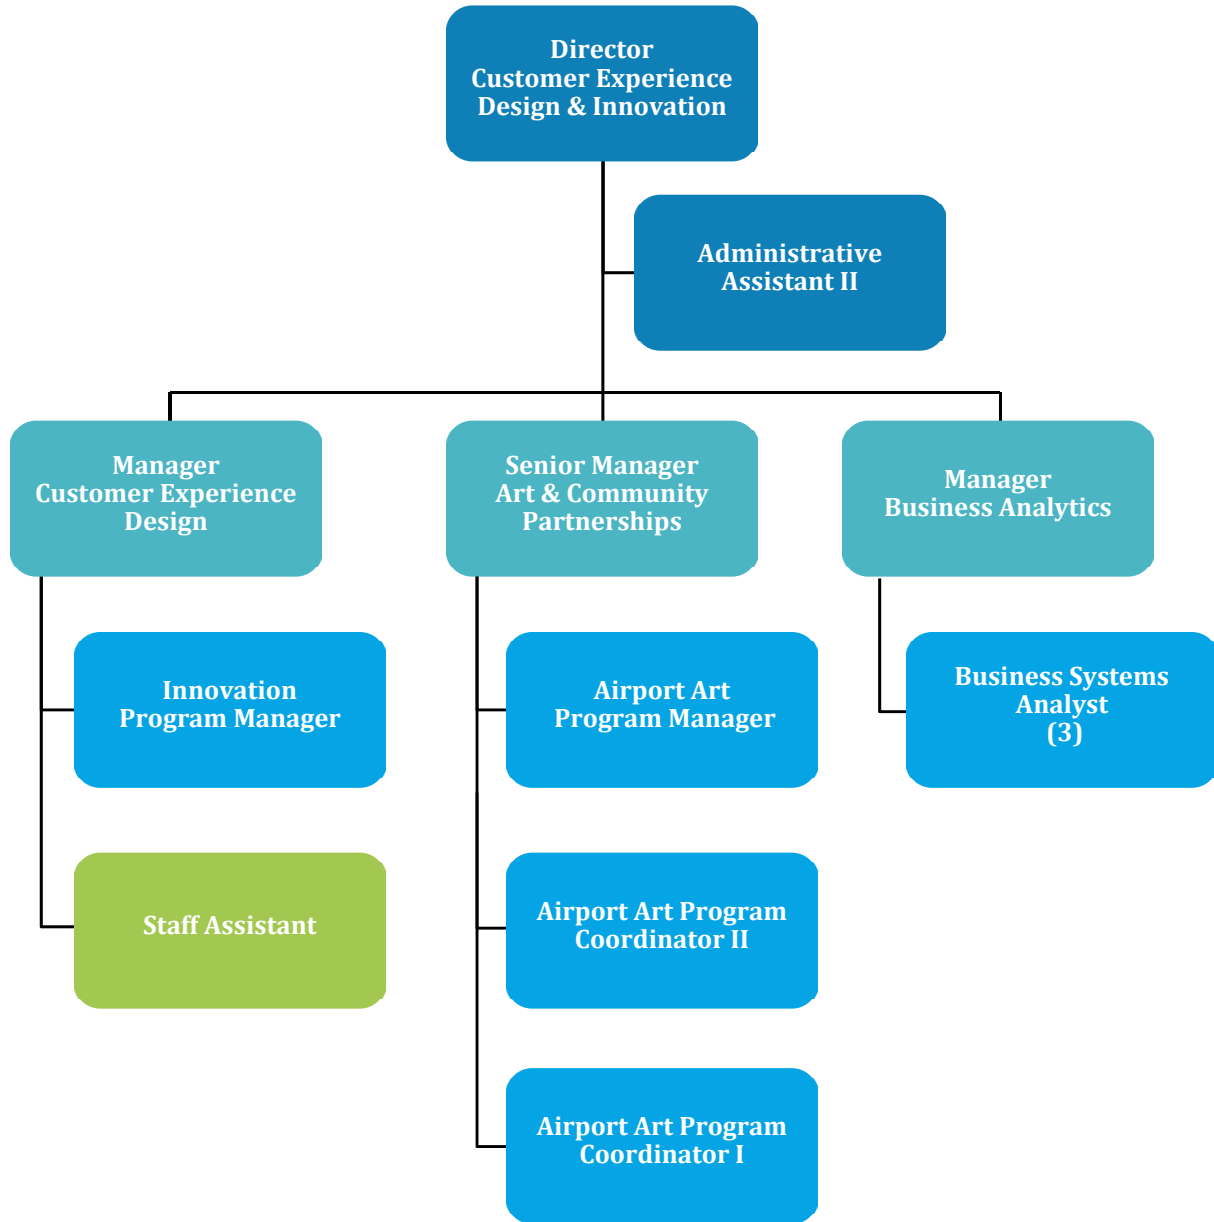 Director
Customer Experience
Design & Innovation
Administrative
Assistant II
Manager
Customer Experience
Design
Senior Manager
Art & Community
Partnerships
Manager
Business Analytics
Innovation
Program Manager
Airport Art
Program Manager
Business Systems
Analyst
(3)
Staff Assistant
Airport Art Program
Coordinator II
Airport Art Program
Coordinator I